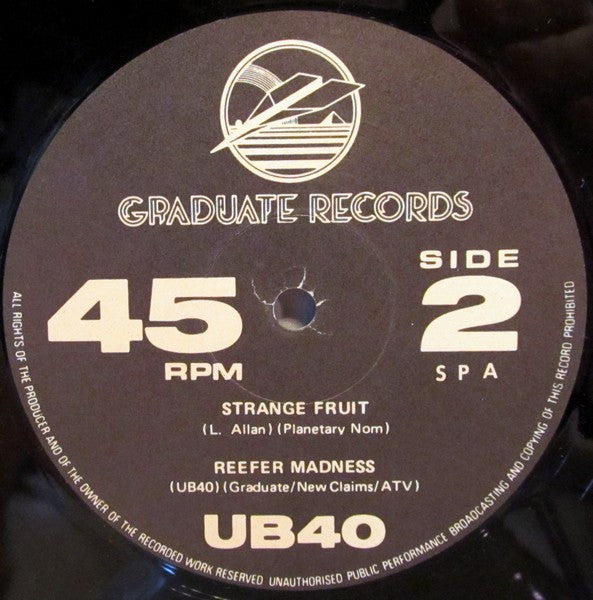 GRADUATE RECORDS
45
RPM
SIDE
2
SPA
STRANGE FRUIT
(L. Allan) (Planetary Nom)
REEFER MADNESS
(UB40) (Graduate/New Claims/ATV)
UB40
ALL RIGHTS OF THE PRODUCER AND OF THE OWNER OF THE RECORDED WORK RESERVED UNAUTHORISED PUBLIC PERFORMANCE BROADCASTING AND COPYING OF THIS RECORD PROHIBITED